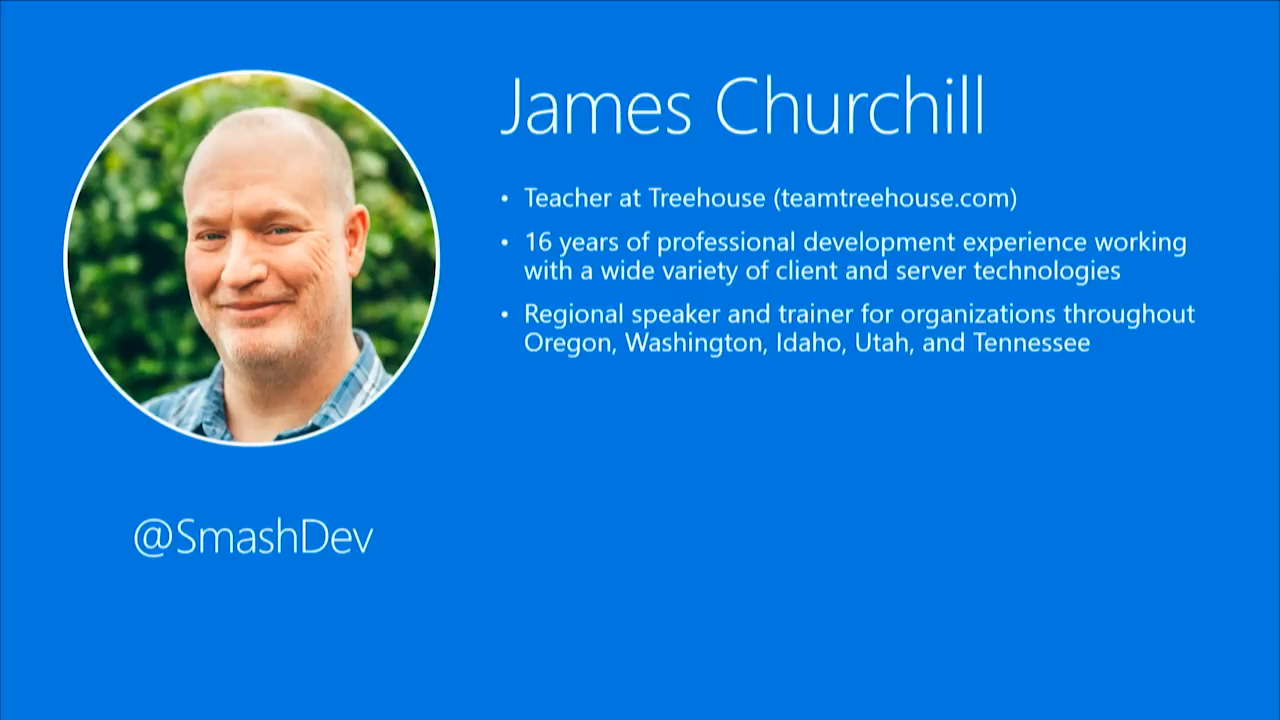 James Churchill
• Teacher at Treehouse (teamtreehouse.com)
• 16 years of professional development experience working
with a wide variety of client and server technologies
• Regional speaker and trainer for organizations throughout
Oregon, Washington, Idaho, Utah, and Tennessee
@SmashDev